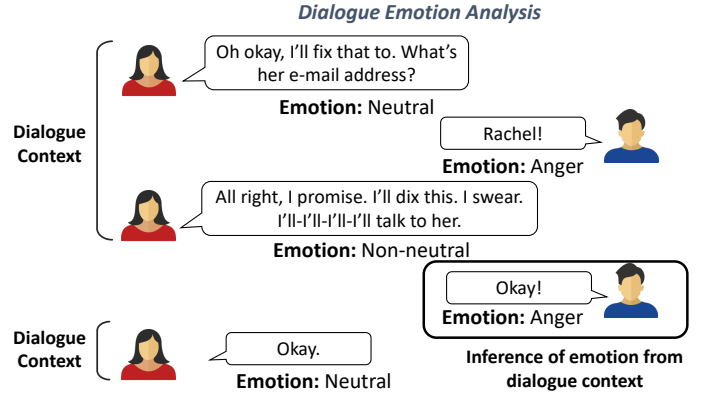 Dialogue Emotion Analysis
Oh okay, I'll fix that to. What's
her e-mail address?
Emotion: Neutral
Rachel!
Emotion: Anger
Dialogue
Context
All right, I promise. I'll dix this. I swear.
I'll-I'll-I'll-I'll talk to her.
Emotion: Non-neutral
Okay!
Emotion: Anger
Inference of emotion from
dialogue context
Dialogue
Context
Okay.
Emotion: Neutral